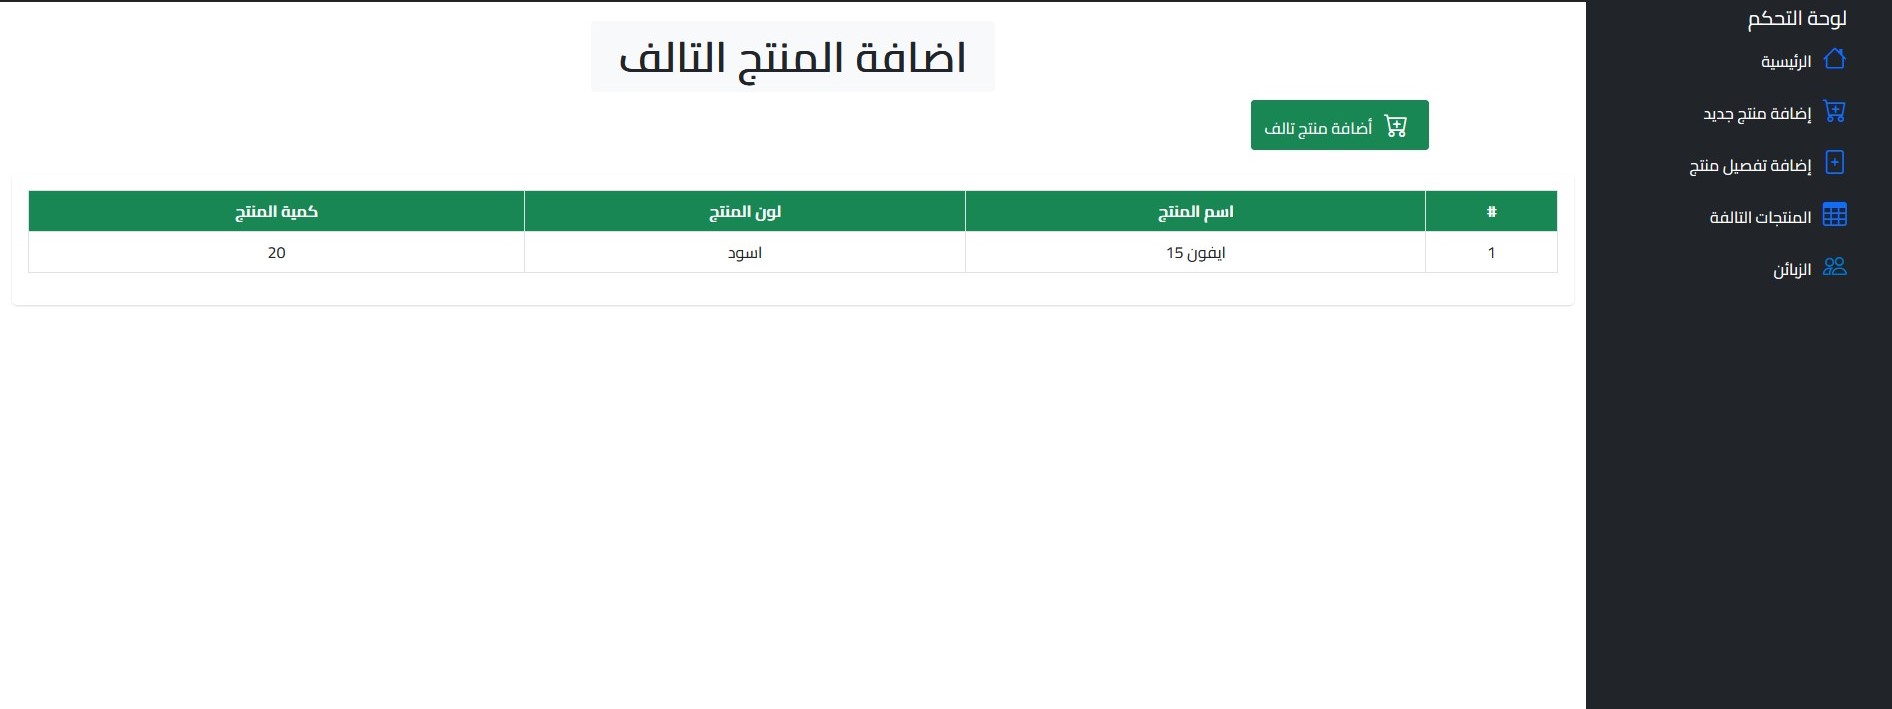 لوحة التحكم
الرئيسية
إضافة منتج جديد
إضافة تفصيل منتج
المنتجات التالفة
الزبائن
اضافة المنتج التالف
أضافة منتج تالف
# اسم المنتج لون المنتج كمية المنتج
1 ايفون 15 اسود 20